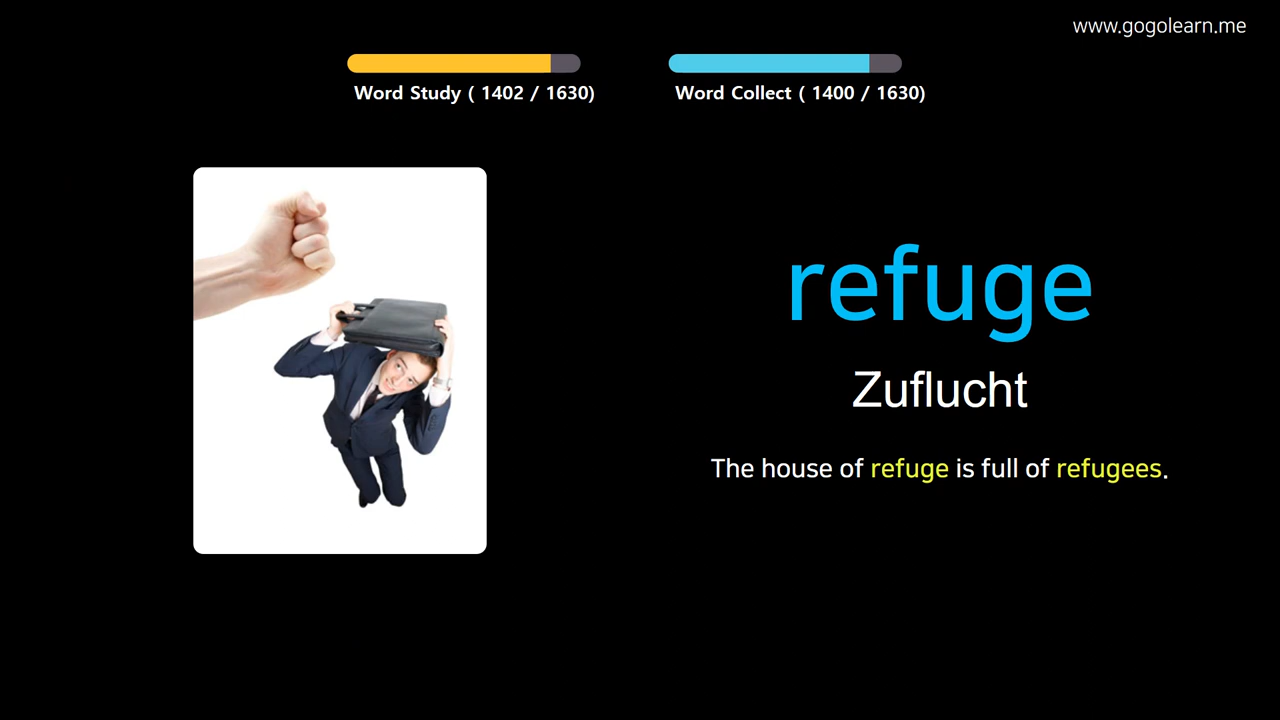 www.gogolearn.me
Word Study ( 1402 / 1630)
Word Collect ( 1400 / 1630)
refuge
Zuflucht
The house of refuge is full of refugees.